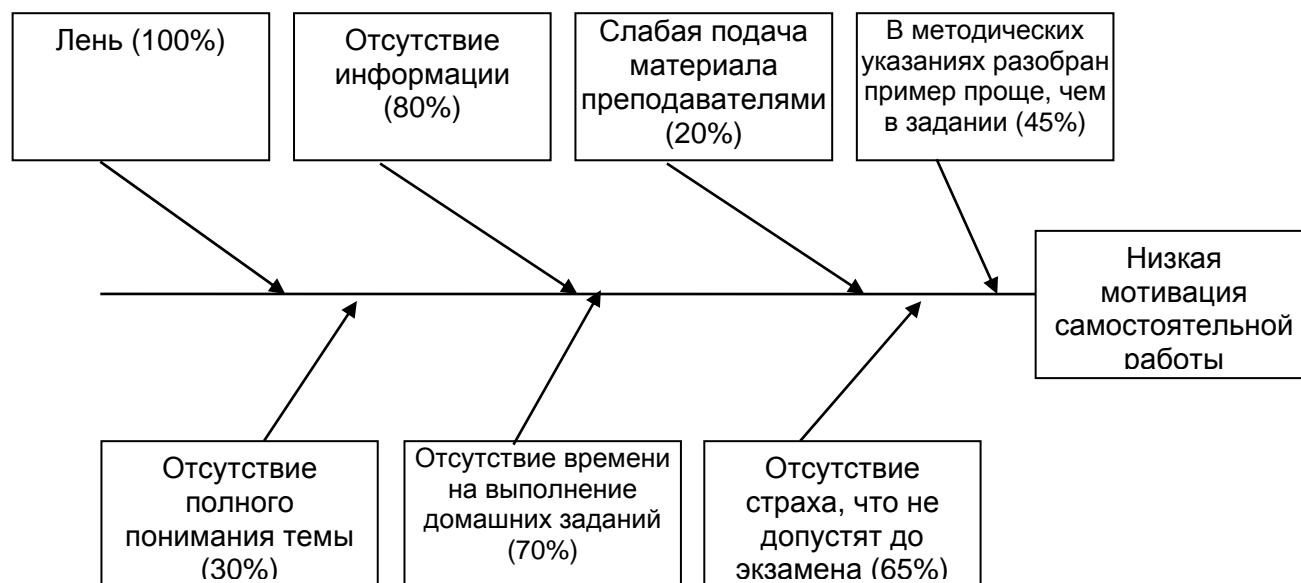 Лень (100%)
Отсутствие
информации
(80%)
Слабая подача
материала
преподавателями
(20%)
В методических
указаниях разобран
пример проще, чем
в задании (45%)
Низкая
мотивация
самостоятельной
работы
Отсутствие
полного
понимания темы
(30%)
Отсутствие времени
на выполнение
домашних заданий
(70%)
Отсутствие
страха, что не
допустят до
экзамена (65%)